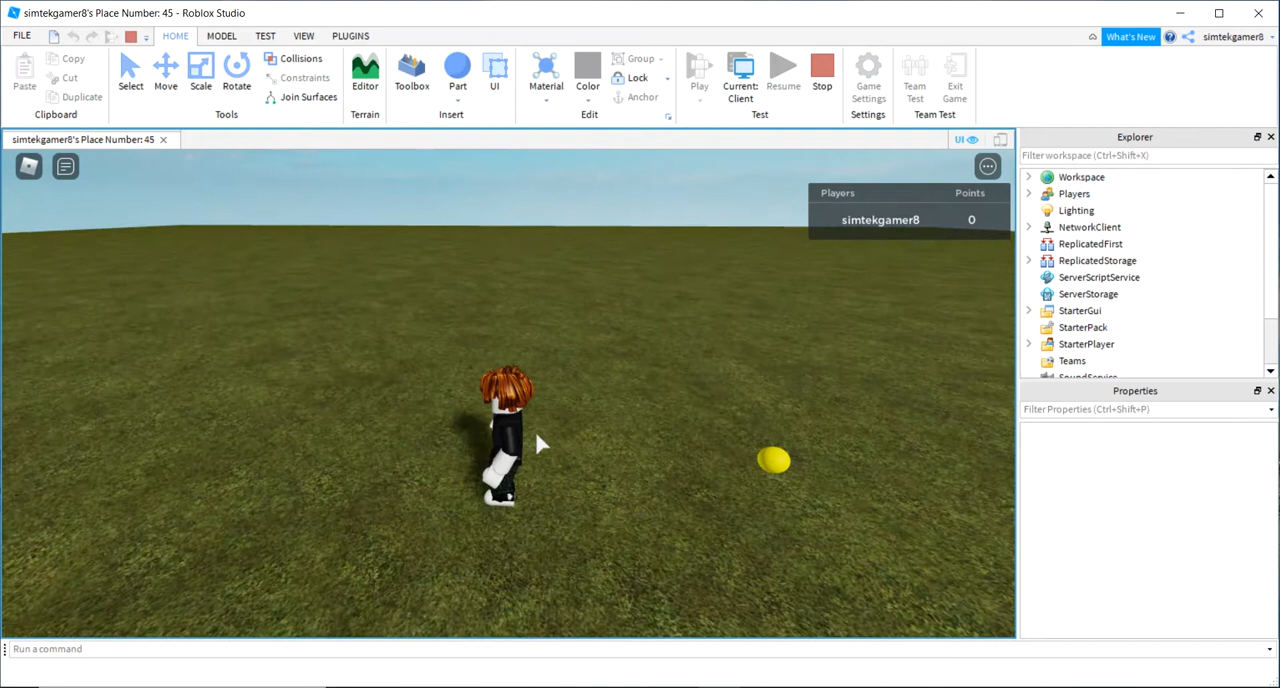 simtekgamer8's Place Number: 45 - Roblox Studio
FILE HOME MODEL TEST VIEW PLUGINS What's New simtekgamer8
Paste Copy Cut Duplicate Clipboard
Select Move Scale Rotate Collisions Constraints Join Surfaces Tools
Editor Terrain
Toolbox Part UI Insert
Material Color Group Lock Anchor Edit
Play Current: Client Resume Stop Test
Game Settings Settings
Team Test Exit Game Team Test
simtekgamer8's Place Number: 45
UI
Players Points
simtekgamer8 0
Explorer
Filter workspace (Ctrl+Shift+X)
Workspace
Players
Lighting
NetworkClient
ReplicatedFirst
ReplicatedStorage
ServerScriptService
ServerStorage
StarterGui
StarterPack
StarterPlayer
Teams
SoundService
Properties
Filter Properties (Ctrl+Shift+P)
Run a command